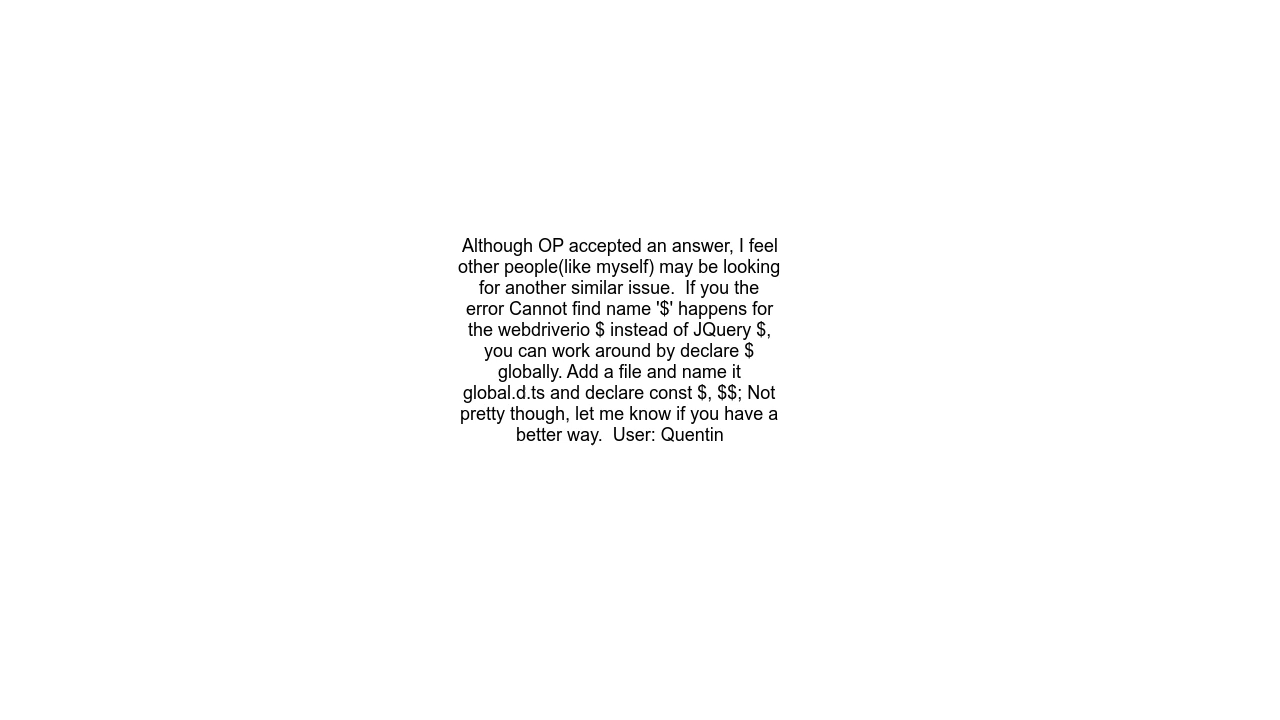 Although OP accepted an answer, I feel
other people(like myself) may be looking
for another similar issue.  If you the
error Cannot find name '$' happens for
the webdriverio $ instead of JQuery $,
you can work around by declare $
globally. Add a file and name it
global.d.ts and declare const $, $$; Not
pretty though, let me know if you have a
better way.  User: Quentin